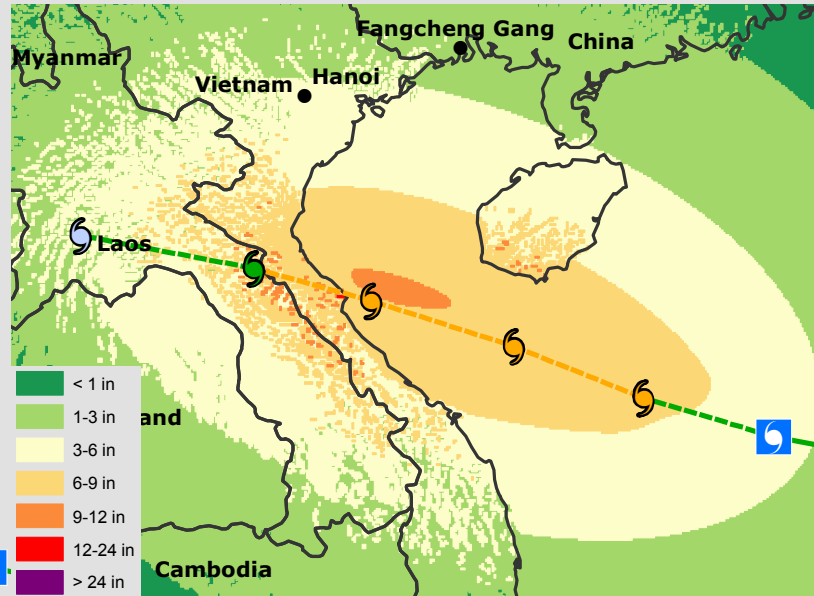 Fangcheng Gang
China
Myanmar
Hanoi
Vietnam
Laos
and
Cambodia
< 1 in
1-3 in
3-6 in
6-9 in
9-12 in
12-24 in
> 24 in